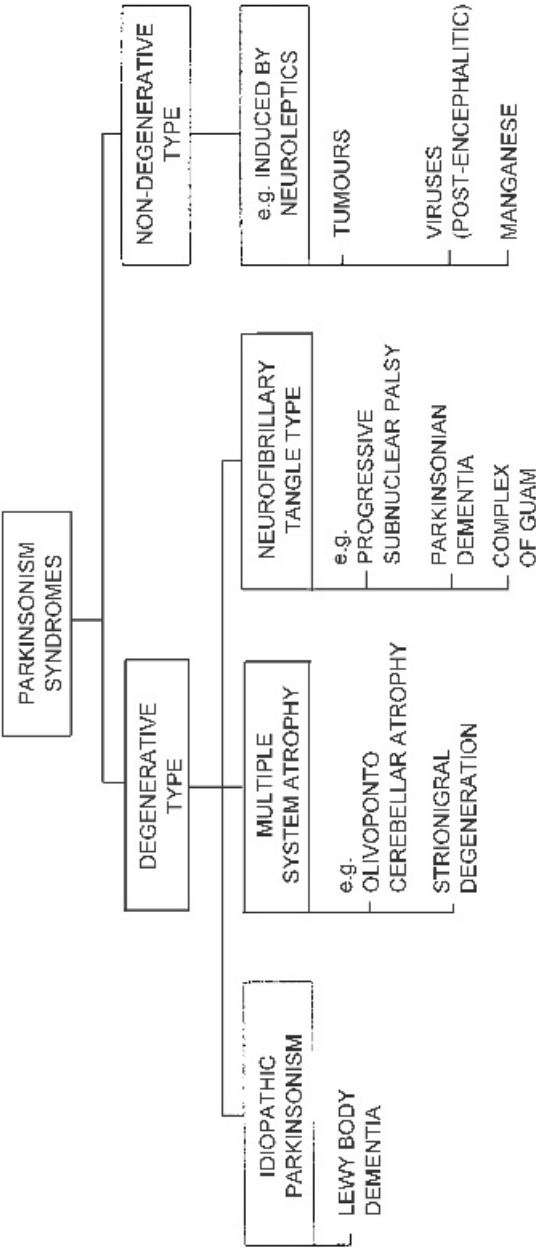 PARKINSONISM
SYNDROMES
DEGENERATIVE
TYPE
NON-DEGENERATIVE
TYPE
IDIOPATHIC
PARKINSONISM
LEWY BODY
DEMENTIA
MULTIPLE
SYSTEM ATROPHY
e.g.
OLIVOPONTO
CEREBELLAR ATROPHY
STRIONIGRAL
DEGENERATION
NEUROFIBRILLARY
TANGLE TYPE
e.g.
PROGRESSIVE
SUBNUCLEAR PALSY
PARKINSONIAN
DEMENTIA
COMPLEX
OF GUAM
e.g. INDUCED BY
NEUROLEPTICS
TUMOURS
VIRUSES
(POST-ENCEPHALITIC)
MANGANESE